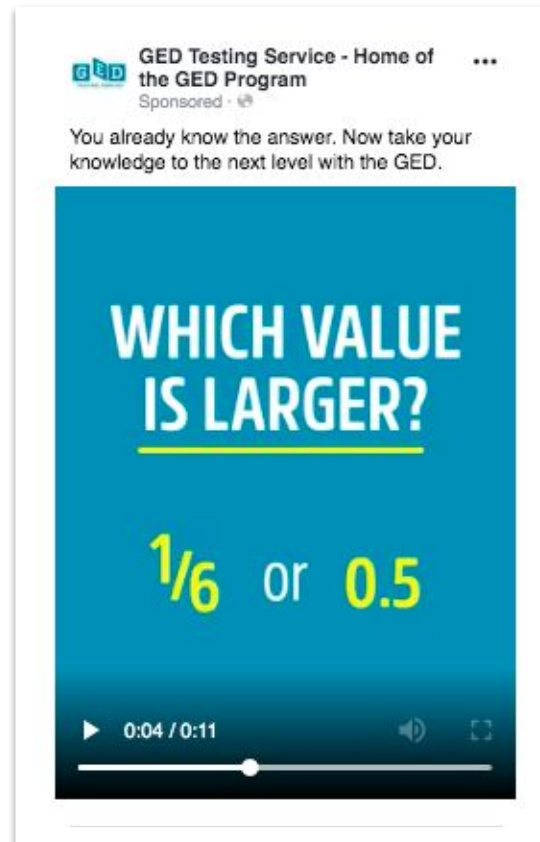 GED Testing Service - Home of
the GED Program
Sponsored ·
GED
You already know the answer. Now take your
knowledge to the next level with the GED.
WHICH VALUE
IS LARGER?
1/6 or 0.5
0:04 / 0:11